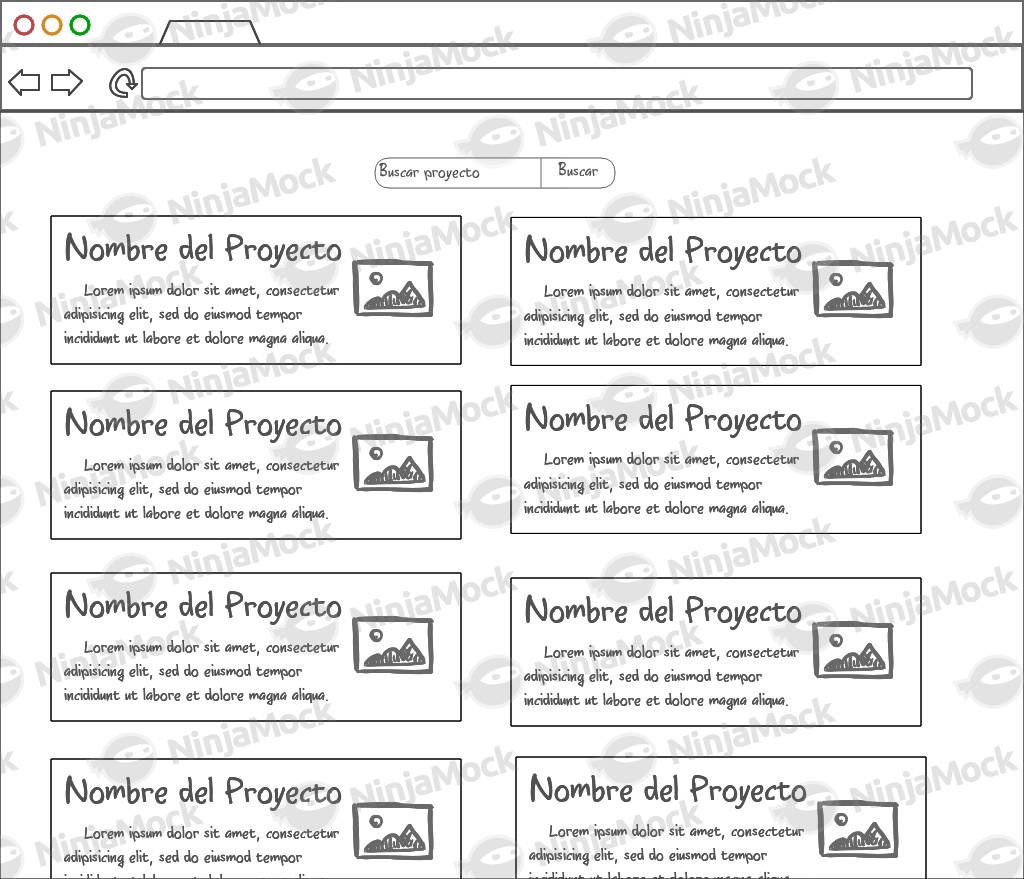 Buscar proyecto Buscar
Nombre del Proyecto
Lorem ipsum dolor sit amet, consectetur
adipisicing elit, sed do eiusmod tempor
incididunt ut labore et dolore magna aliqua.
Nombre del Proyecto
Lorem ipsum dolor sit amet, consectetur
adipisicing elit, sed do eiusmod tempor
incididunt ut labore et dolore magna aliqua.
Nombre del Proyecto
Lorem ipsum dolor sit amet, consectetur
adipisicing elit, sed do eiusmod tempor
incididunt ut labore et dolore magna aliqua.
Nombre del Proyecto
Lorem ipsum dolor sit amet, consectetur
adipisicing elit, sed do eiusmod tempor
incididunt ut labore et dolore magna aliqua.
Nombre del Proyecto
Lorem ipsum dolor sit amet, consectetur
adipisicing elit, sed do eiusmod tempor
incididunt ut labore et dolore magna aliqua.
Nombre del Proyecto
Lorem ipsum dolor sit amet, consectetur
adipisicing elit, sed do eiusmod tempor
incididunt ut labore et dolore magna aliqua.
Nombre del Proyecto
Lorem ipsum dolor sit amet, consectetur
adipisicing elit, sed do eiusmod tempor
Nombre del Proyecto
Lorem ipsum dolor sit amet, consectetur
adipisicing elit, sed do eiusmod tempor
NinjaMock